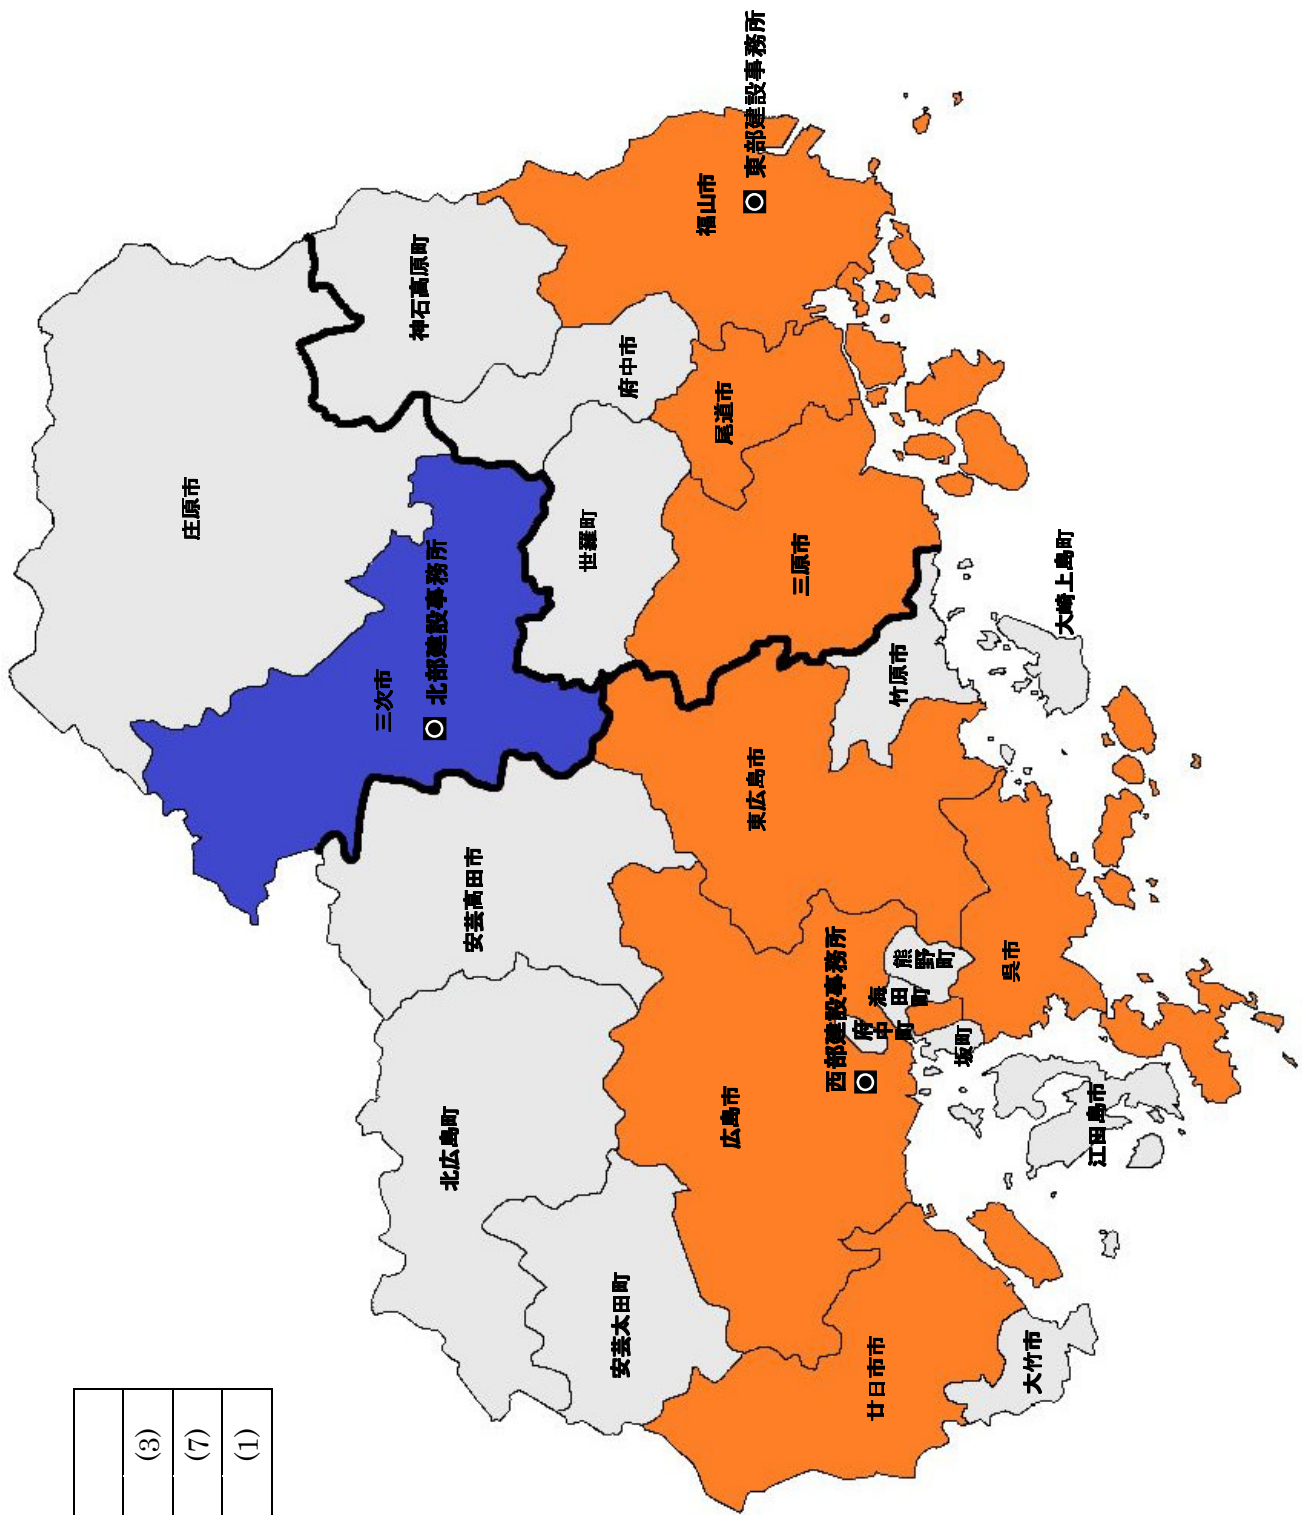 東部建設事務所
福山市
神石高原町
府中市
尾道市
庄原市
世羅町
三原市
北部建設事務所
三次市
大崎上島町
竹原市
東広島市
安芸高田市
西部建設事務所
熊野町
海田町
府中町
呉市
坂町
広島市
北広島町
江田島市
安芸太田町
廿日市市
大竹市
(3)
(7)
(1)